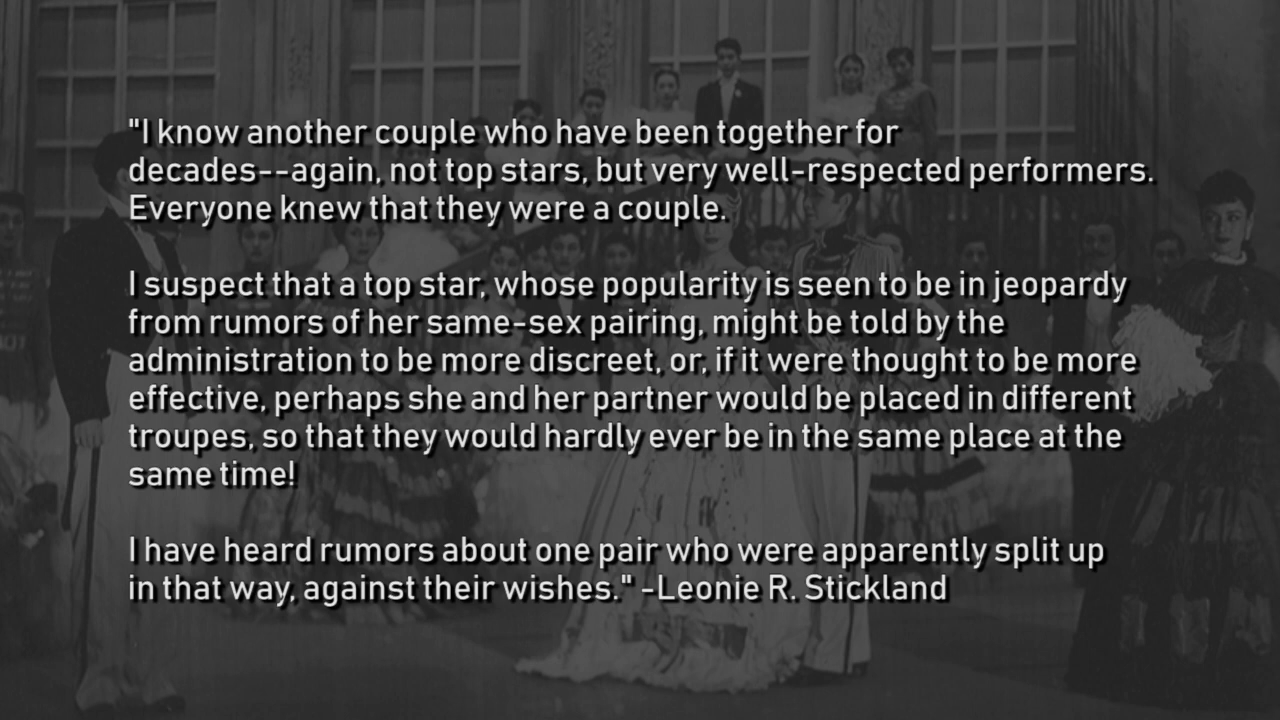 "I know another couple who have been together for
decades--again, not top stars, but very well-respected performers.
Everyone knew that they were a couple.
I suspect that a top star, whose popularity is seen to be in jeopardy
from rumors of her same-sex pairing, might be told by the
administration to be more discreet, or, if it were thought to be more
effective, perhaps she and her partner would be placed in different
troupes, so that they would hardly ever be in the same place at the
same time!
I have heard rumors about one pair who were apparently split up
in that way, against their wishes." -Leonie R. Stickland